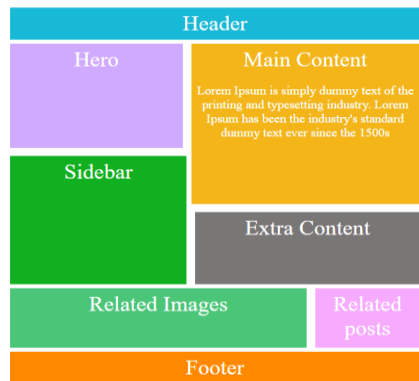 Header
Hero
Main Content
Lorem Ipsum is simply dummy text of the
printing and typesetting industry. Lorem
Ipsum has been the industry's standard
dummy text ever since the 1500s
Sidebar
Extra Content
Related Images
Related
posts
Footer